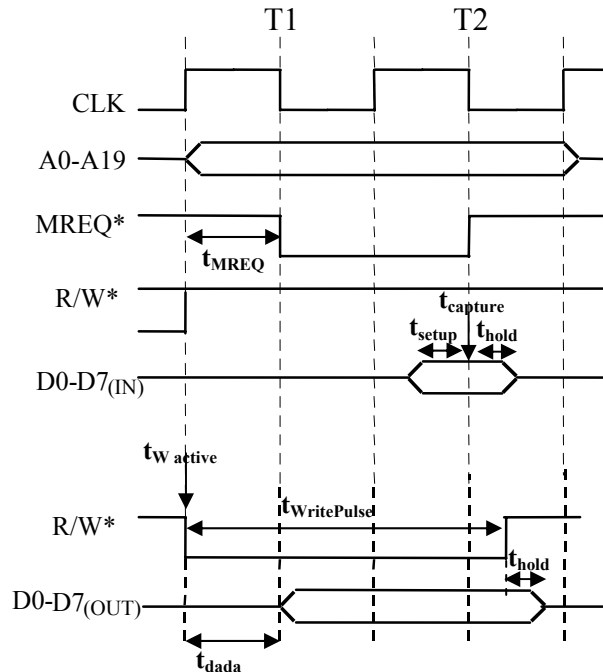 T1 T2
CLK
A0-A19
MREQ*
tMREQ
R/W*
tcapture
tsetup thold
D0-D7(IN)
tW active
tWritePulse
R/W*
thold
D0-D7(OUT)
tdada